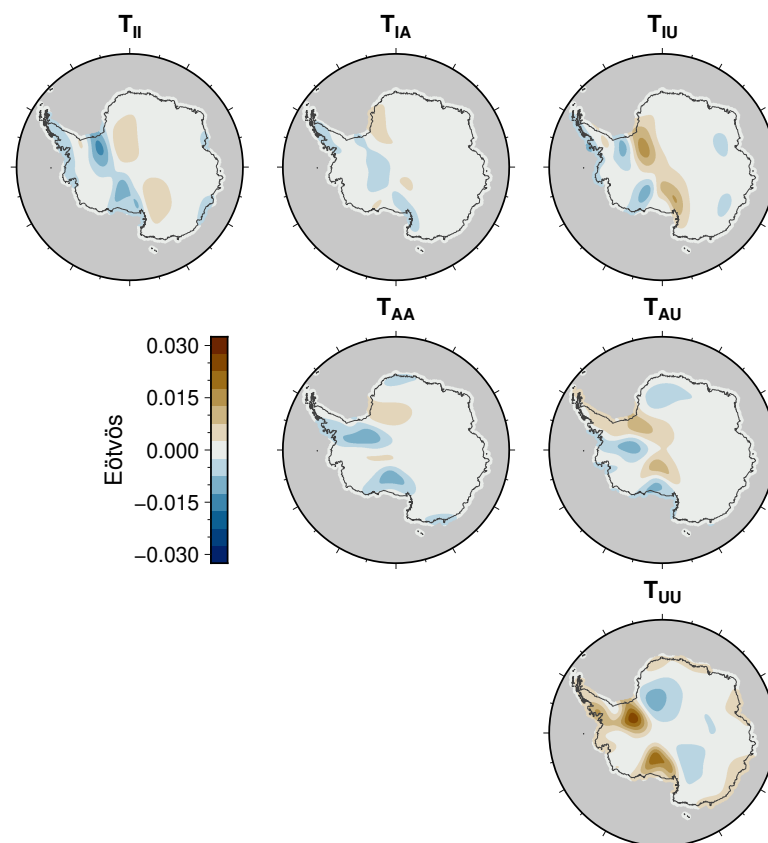 T_II T_IA T_IU
T_AA T_AU
0.030
0.015
0.000
−0.015
−0.030
Eötvös
T_UU